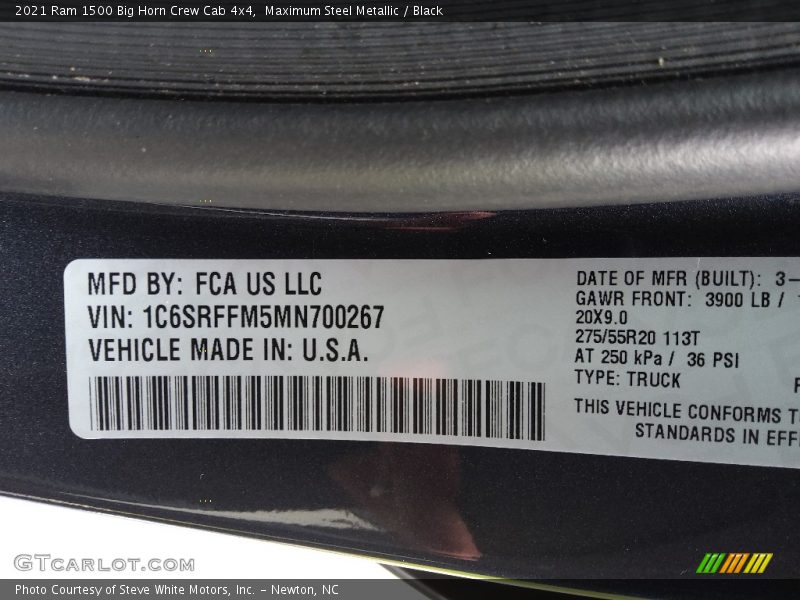 2021 Ram 1500 Big Horn Crew Cab 4x4,  Maximum Steel Metallic / Black
MFD BY: FCA US LLC
VIN: 1C6SRFFM5MN700267
VEHICLE MADE IN: U.S.A.
DATE OF MFR (BUILT): 3-
GAWR FRONT: 3900 LB /
20X9.0
275/55R20 113T
AT 250 kPa / 36 PSI
TYPE: TRUCK
THIS VEHICLE CONFORMS
STANDARDS IN
GTCARLOT.COM
Photo Courtesy of Steve White Motors, Inc. – Newton, NC